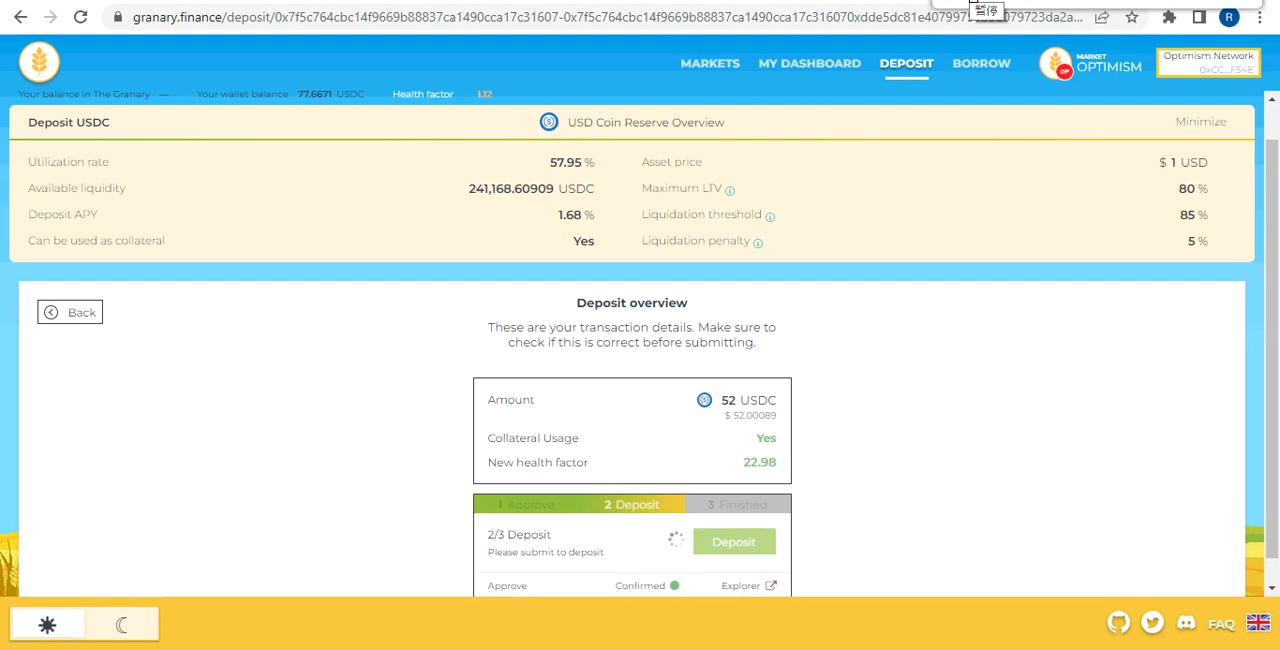 granary.finance/deposit/0x7f5c764cbc14f9669b88837ca1490cca17c31607-0x7f5c764cbc14f9669b88837ca1490cca17c316070xdde5dc81e40799
暂停
R
MARKETS MY DASHBOARD DEPOSIT BORROW
MARKET
OPTIMISM
OP
Optimism Network
0xCC...F54E
Your balance in The Granary — Your wallet balance 77.6671 USDC Health factor 1.12
Deposit USDC USD Coin Reserve Overview Minimize
Utilization rate 57.95 % Asset price $ 1 USD
Available liquidity 241,168.60909 USDC Maximum LTV 80 %
Deposit APY 1.68 % Liquidation threshold 85 %
Can be used as collateral Yes Liquidation penalty 5 %
Back
Deposit overview
These are your transaction details. Make sure to
check if this is correct before submitting.
Amount 52 USDC
$ 52.00089
Collateral Usage Yes
New health factor 22.98
1 Approve 2 Deposit 3 Finished
2/3 Deposit
Please submit to deposit
Deposit
Approve Confirmed Explorer
FAQ